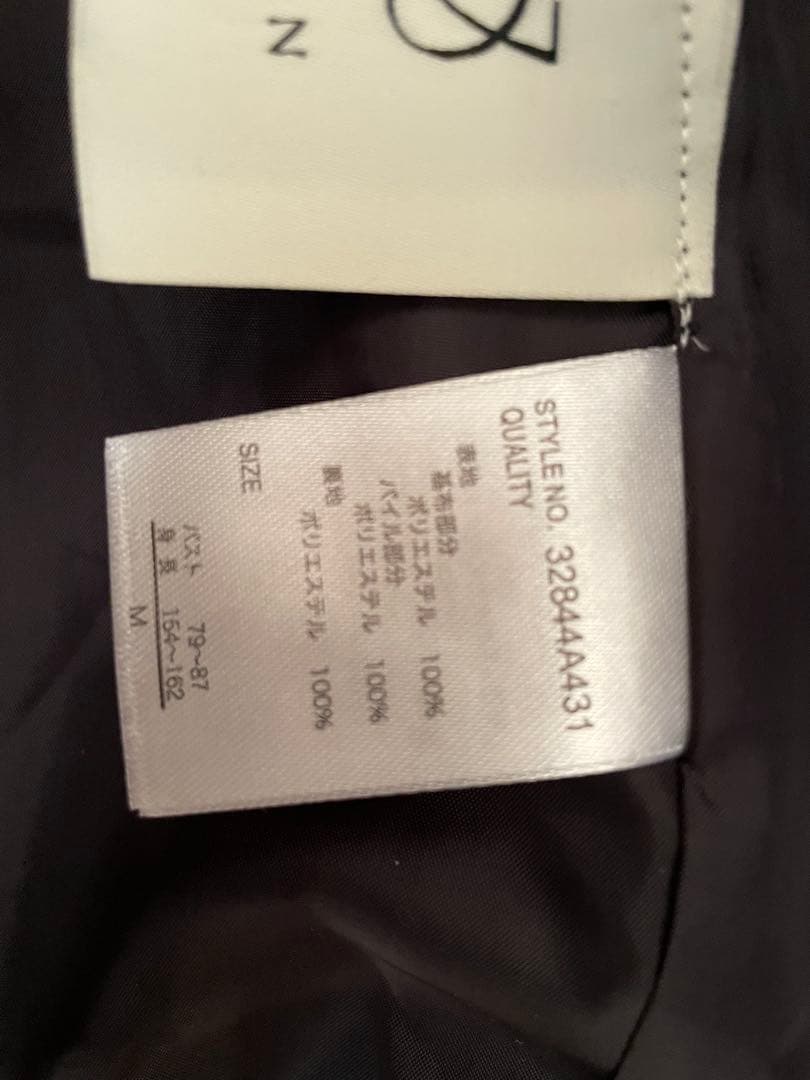 N
STYLE NO. 32844A431
QUALITY
表地
基布部分
ポリエステル 100%
パイル部分
ポリエステル 100%
裏地
ポリエステル 100%
SIZE
バスト 79~87
身長 154~162
M